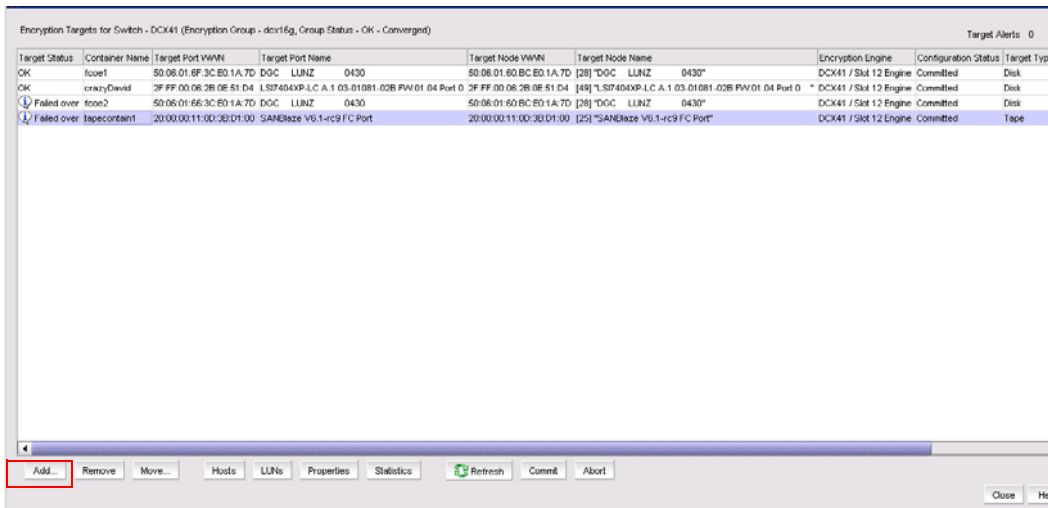 Encryption Targets for Switch - DCX41 (Encryption Group - dcx16g, Group Status - OK - Converged)
Target Alerts 0
Target Status Container Name Target Port WWN Target Port Name Target Node WWN Target Node Name Encryption Engine Configuration Status Target Typ
OK fcoe1 50:06:01:6F:3C:E0:1A:7D DGC LUNZ 0430 50:06:01:60:BC:E0:1A:7D [28] "DGC LUNZ 0430" DCX41 / Slot 12 Engine Committed Disk
OK crazyDavid 2F:FF:00:06:2B:0E:51:D4 LSI7404XP-LC A.1 03-01081-02B FW:01.04 Port 0 2F:FF:00:06:2B:0E:51:D4 [49] "LSI7404XP-LC A.1 03-01081-02B FW:01.04 Port 0 " DCX41 / Slot 12 Engine Committed Disk
Failed over fcoe2 50:06:01:66:3C:E0:1A:7D DGC LUNZ 0430 50:06:01:60:BC:E0:1A:7D [28] "DGC LUNZ 0430" DCX41 / Slot 12 Engine Committed Disk
Failed over tapecontain1 20:00:00:11:0D:3B:D1:00 SANBlaze V6.1-rc9 FC Port 20:00:00:11:0D:3B:D1:00 [25] "SANBlaze V6.1-rc9 FC Port" DCX41 / Slot 12 Engine Committed Tape
Add... Remove Move... Hosts LUNs Properties Statistics Refresh Commit Abort
Close He